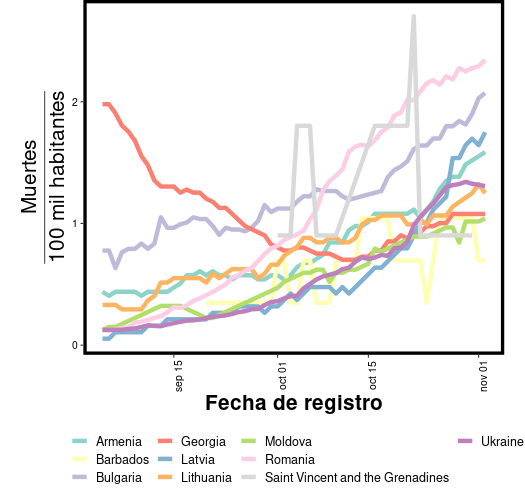 Muertes
100 mil habitantes
2
1
0
sep 15
oct 01
oct 15
nov 01
Fecha de registro
Armenia
Georgia
Moldova
Ukraine
Barbados
Latvia
Romania
Bulgaria
Lithuania
Saint Vincent and the Grenadines